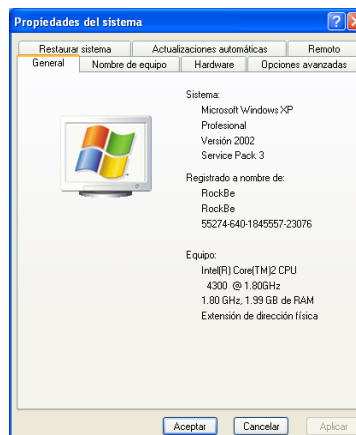 Propiedades del sistema
Restaurar sistema
Actualizaciones automáticas
Remoto
General
Nombre de equipo
Hardware
Opciones avanzadas
Sistema:
Microsoft Windows XP
Profesional
Versión 2002
Service Pack 3
Registrado a nombre de:
RockBe
RockBe
55274-640-1845557-23076
Equipo:
Intel(R) Core(TM)2 CPU
4300 @ 1.80GHz
1.80 GHz, 1.99 GB de RAM
Extensión de dirección física
Aceptar
Cancelar
Aplicar